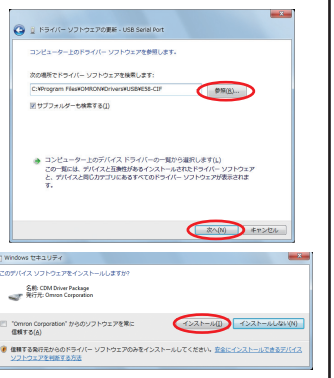 ドライバー ソフトウェアの更新 - USB Serial Port
コンピューター上のドライバー ソフトウェアを参照します。
次の場所でドライバー ソフトウェアを検索します:
C:¥Program Files¥OMRON¥Drivers¥USB¥E58-CIF
参照(R)...
サブフォルダーも検索する(I)
コンピューター上のデバイス ドライバーの一覧から選択します(L)
この一覧には、デバイスと互換性があるインストールされたドライバー ソフトウェア
と、デバイスと同じカテゴリにあるすべてのドライバー ソフトウェアが表示されま
す。
次へ(N) キャンセル
Windows セキュリティ
このデバイス ソフトウェアをインストールしますか?
名前: CDM Driver Package
発行元: Omron Corporation
"Omron Corporation" からのソフトウェアを常に
信頼する(A)
インストール(I) インストールしない(N)
信頼する発行元からのドライバー ソフトウェアのみをインストールしてください。安全にインストールできるデバイス
ソフトウェアを判断する方法